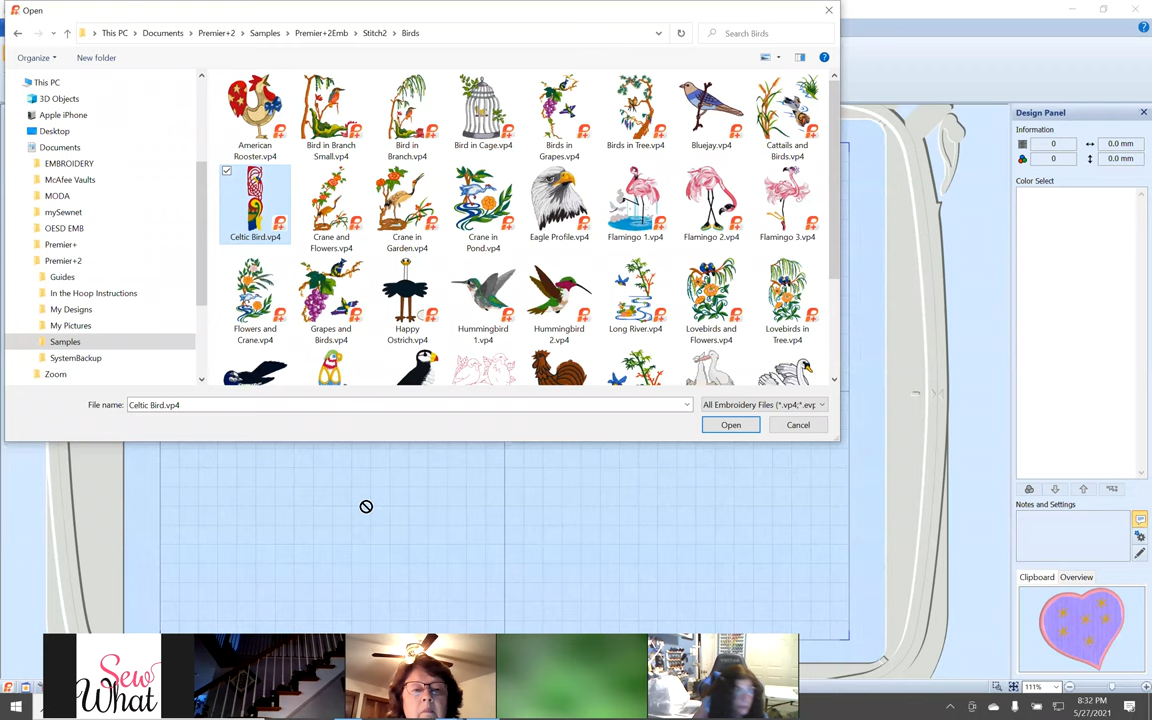 Open
This PC
Documents
Premier+2
Samples
Premier+2Emb
Stitch2
Birds
Search Birds
Organize
New folder
This PC
3D Objects
Apple iPhone
Desktop
Documents
EMBROIDERY
McAfee Vaults
MODA
mySewnet
OESD EMB
Premier+
Premier+2
Guides
In the Hoop Instructions
My Designs
My Pictures
Samples
SystemBackup
Zoom
American
Rooster.vp4
Bird in Branch
Small.vp4
Bird in
Branch.vp4
Bird in Cage.vp4
Birds in
Grapes.vp4
Birds in Tree.vp4
Bluejay.vp4
Cattails and
Birds.vp4
Celtic Bird.vp4
Crane and
Flowers.vp4
Crane in
Garden.vp4
Crane in
Pond.vp4
Eagle Profile.vp4
Flamingo 1.vp4
Flamingo 2.vp4
Flamingo 3.vp4
Flowers and
Crane.vp4
Grapes and
Birds.vp4
Happy
Ostrich.vp4
Hummingbird
1.vp4
Hummingbird
2.vp4
Long River.vp4
Lovebirds and
Flowers.vp4
Lovebirds in
Tree.vp4
File name:
Celtic Bird.vp4
All Embroidery Files (*.vp4;*.evp
Open
Cancel
Design Panel
Information
0
0.0 mm
0
0.0 mm
Color Select
Notes and Settings
Clipboard
Overview
Sew
What
111%
8:32 PM
5/27/2021